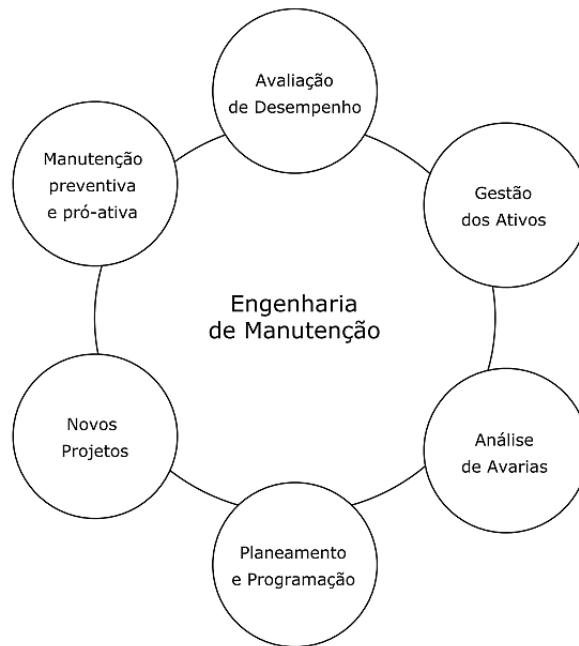 Avaliação
de Desempenho
Gestão
dos Ativos
Análise
de Avarias
Planeamento
e Programação
Novos
Projetos
Manutenção
preventiva
e pró-ativa
Engenharia
de Manutenção